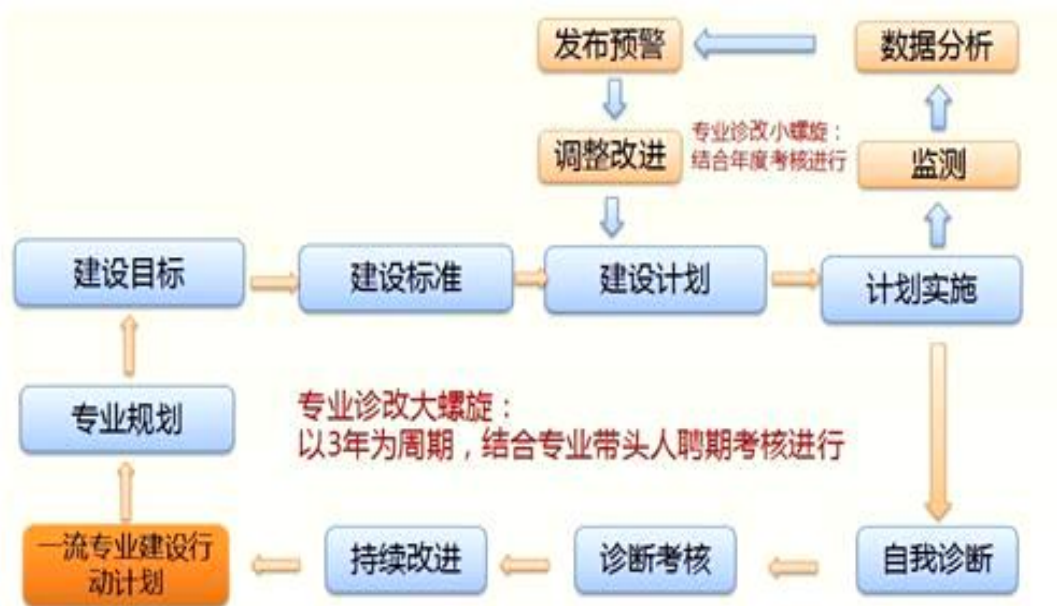 发布预警
数据分析
调整改进
专业诊改小螺旋：
结合年度考核进行
监测
建设目标
建设标准
建设计划
计划实施
专业规划
专业诊改大螺旋：
以3年为周期，结合专业带头人聘期考核进行
一流专业建设行
动计划
持续改进
诊断考核
自我诊断